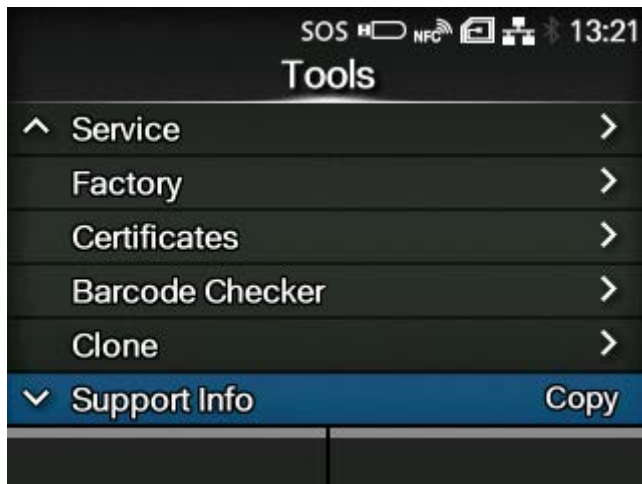 SOS H NFC 13:21
Tools
Service
Factory
Certificates
Barcode Checker
Clone
Support Info Copy